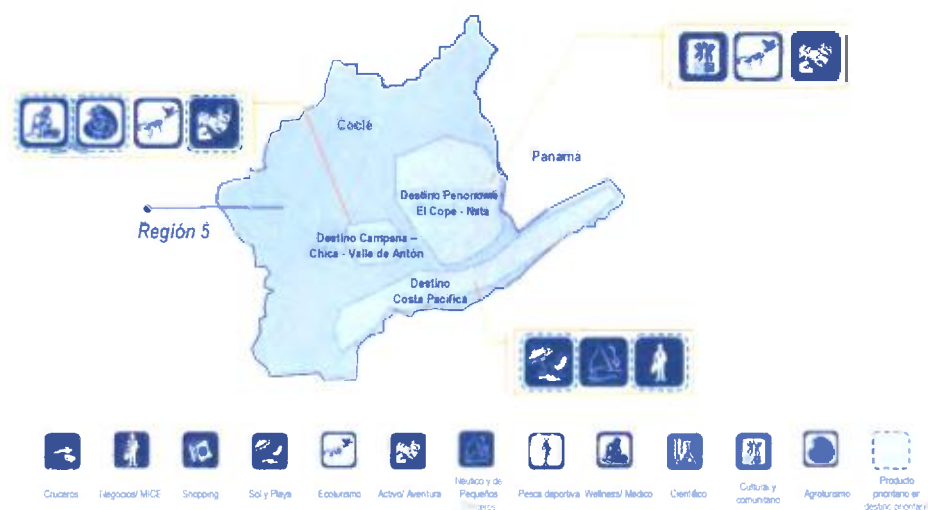 Coclé
Panamá
Destino Penonomé
El Cope - Nata
Región 5
Destino Campana –
Chica - Valle de Antón
Destino
Costa Pacífica
Cruceros
Negocios/ MICE
Shopping
Sol y Playa
Ecoturismo
Activo/ Aventura
Náutico y de
Pequeños
Pesca deportiva
Wellness/ Médico
Científico
Cultural y
comunitario
Agroturismo
Producto
prioritario en
destino prioritario